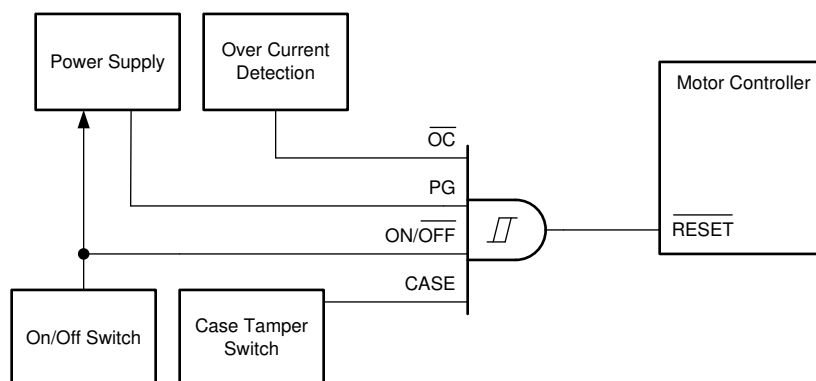 Power Supply
Over Current
Detection
Motor Controller
OC
PG
ON/OFF
RESET
CASE
On/Off Switch
Case Tamper
Switch